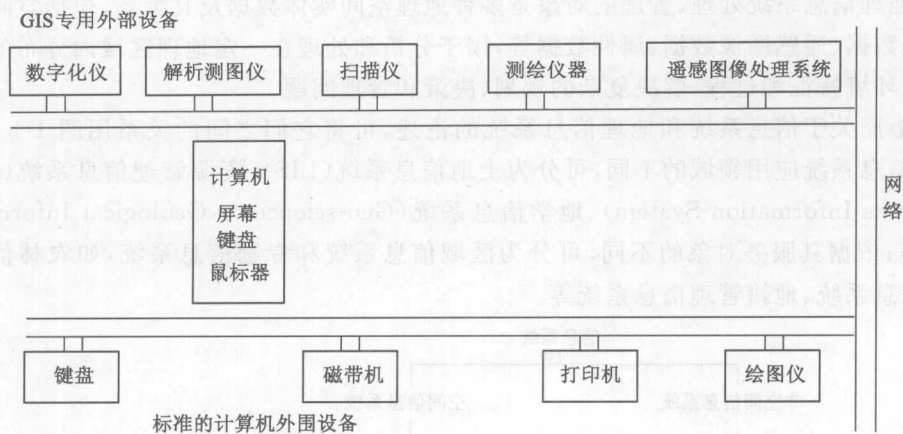 GIS专用外部设备
数字化仪
解析测图仪
扫描仪
测绘仪器
遥感图像处理系统
计算机
屏幕
键盘
鼠标器
网
络
键盘
磁带机
打印机
绘图仪
标准的计算机外围设备